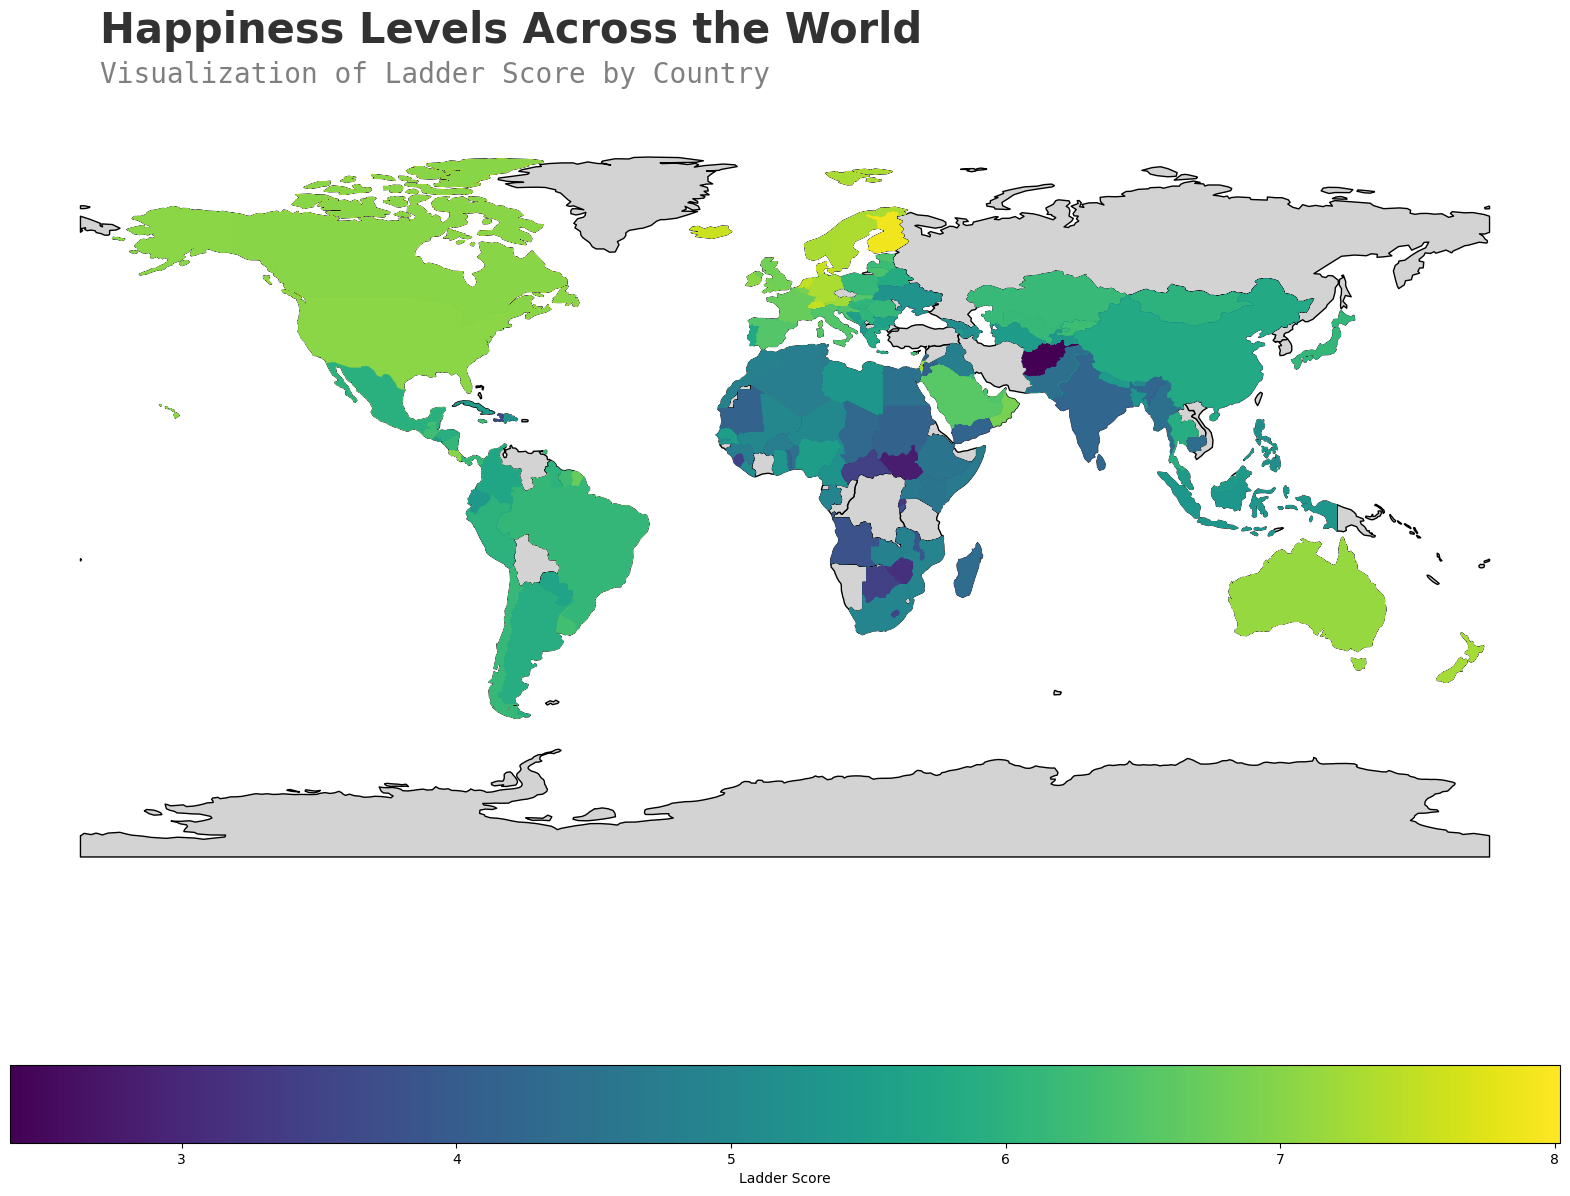 Happiness Levels Across the World
Visualization of Ladder Score by Country
3 4 5 6 7 8
Ladder Score